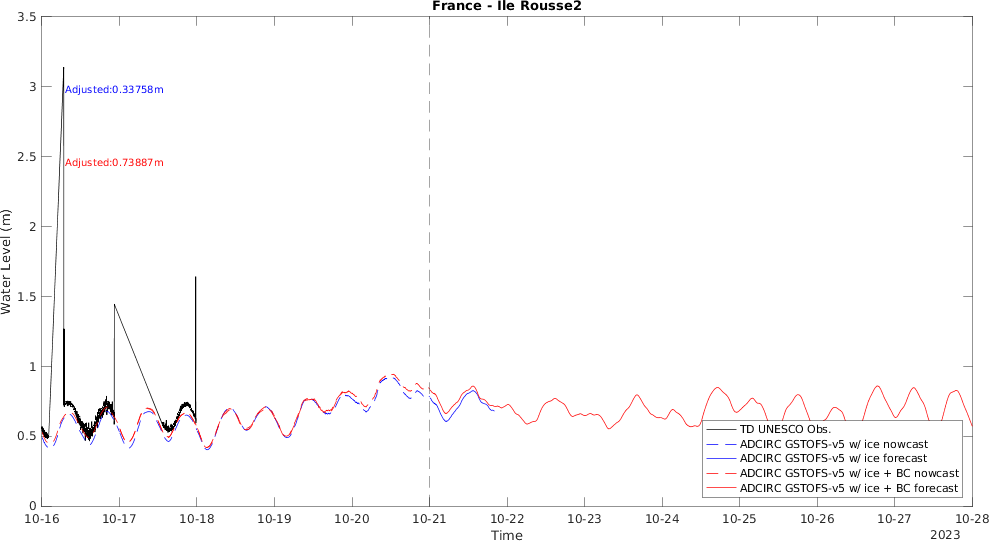 France - Ile Rousse2
3.5
3
2.5
2
1.5
1
0.5
0
Water Level (m)
Adjusted:0.33758m
Adjusted:0.73887m
TD UNESCO Obs.
ADCIRC GSTOFS-v5 w/ ice nowcast
ADCIRC GSTOFS-v5 w/ ice forecast
ADCIRC GSTOFS-v5 w/ ice + BC nowcast
ADCIRC GSTOFS-v5 w/ ice + BC forecast
10-16 10-17 10-18 10-19 10-20 10-21 10-22 10-23 10-24 10-25 10-26 10-27 10-28
Time
2023